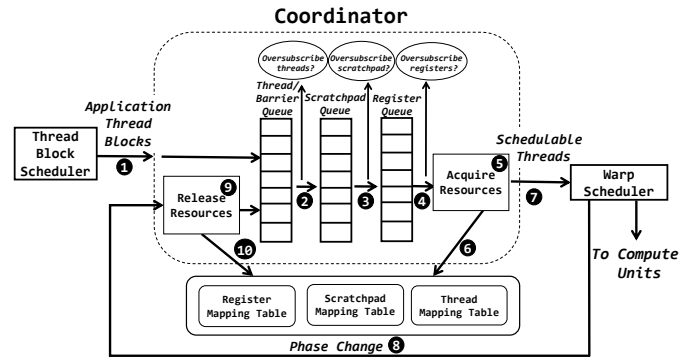 Coordinator
Oversubscribe
threads?
Oversubscribe
scratchpad?
Oversubscribe
registers?
Thread/
Barrier
Queue
Scratchpad
Queue
Register
Queue
Application
Thread
Blocks
Thread
Block
Scheduler
1
Release
Resources
9
2
3
4
Acquire
Resources
5
Schedulable
Threads
7
Warp
Scheduler
10
6
To Compute
Units
Register
Mapping Table
Scratchpad
Mapping Table
Thread
Mapping Table
Phase Change 8